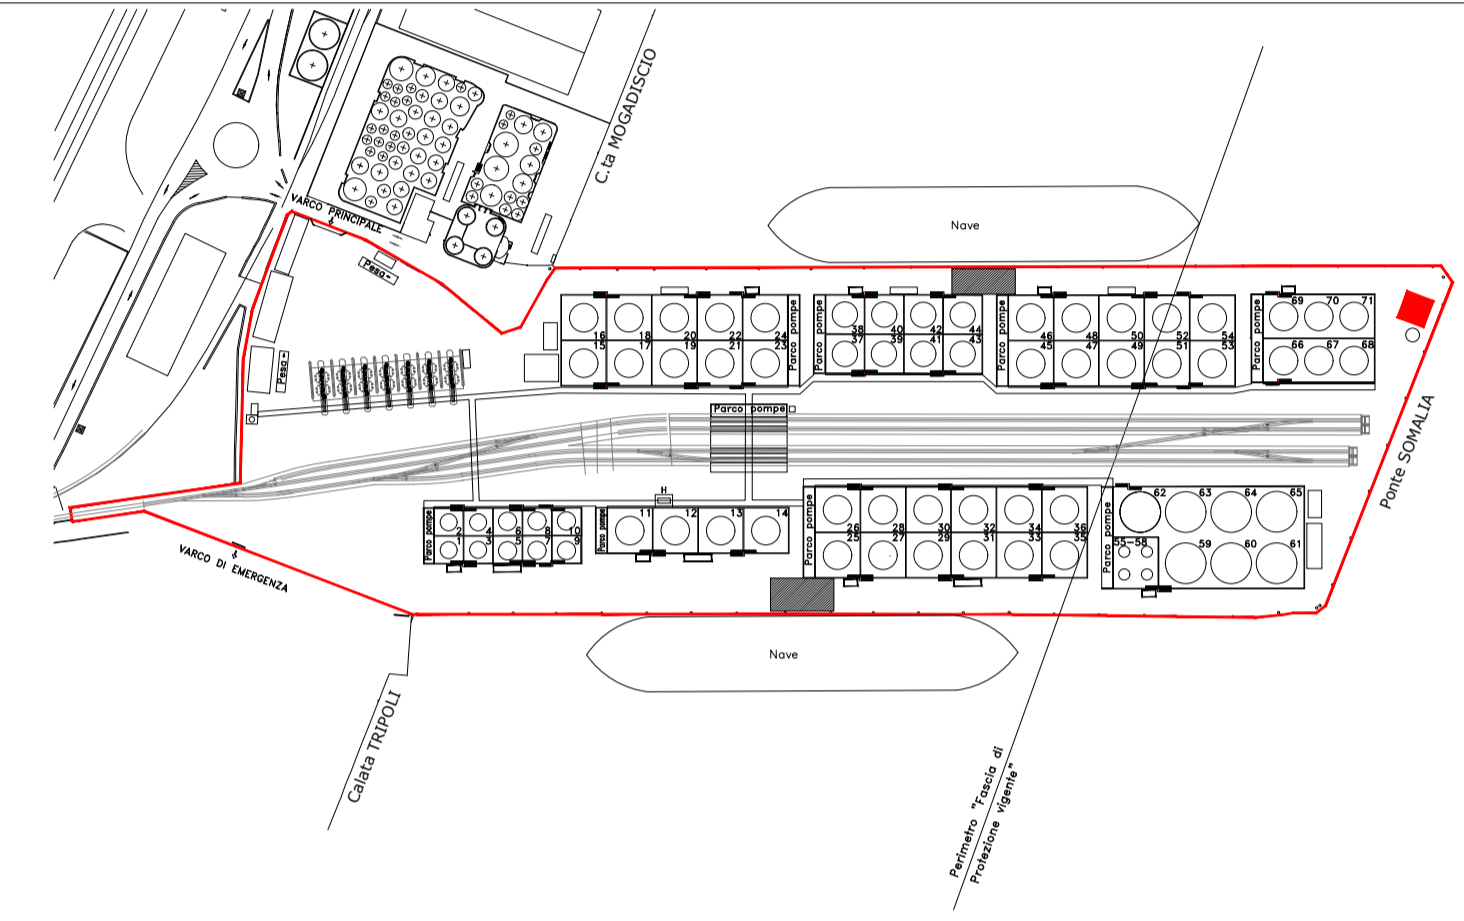 C.ta MOGADISCIO
VARCO PRINCIPALE
Pesa
Nave
Pesa
16 18 20 22 24
15 17 19 21 23
Parco pompe
Parco pompe
38 40 42 44
37 39 41 43
Parco pompe
46 48 50 52 54
45 47 49 51 53
Parco pompe
69 70 71
66 67 68
Parco pompe
Ponte SOMALIA
H
Parco pompe
2 4 6 8 10
1 3 5 7 9
Parco pompe
11 12 13 14
Parco pompe
26 28 30 32 34 36
25 27 29 31 33 35
Parco pompe
62 63 64 65
55-58
59 60 61
VARCO DI EMERGENZA
Nave
Calata TRIPOLI
Perimetro "Fascia di
Protezione vigente"